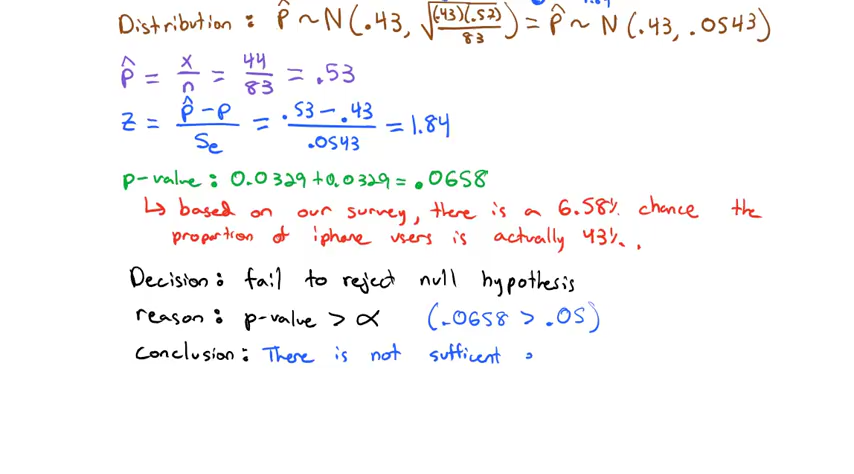 Distribution: P̂ ~ N(.43, √((.43)(.57)/83)) = P̂ ~ N(.43, .0543)
P̂ = x/n = 44/83 = .53
Z = (P̂ - P)/Se = (.53 - .43)/.0543 = 1.84
p-value: 0.0329 + 0.0329 = .0658
↳ based on our survey, there is a 6.58% chance the
proportion of iphone users is actually 43%.
Decision: fail to reject null hypothesis
reason: p-value > α (.0658 > .05)
Conclusion: There is not sufficent